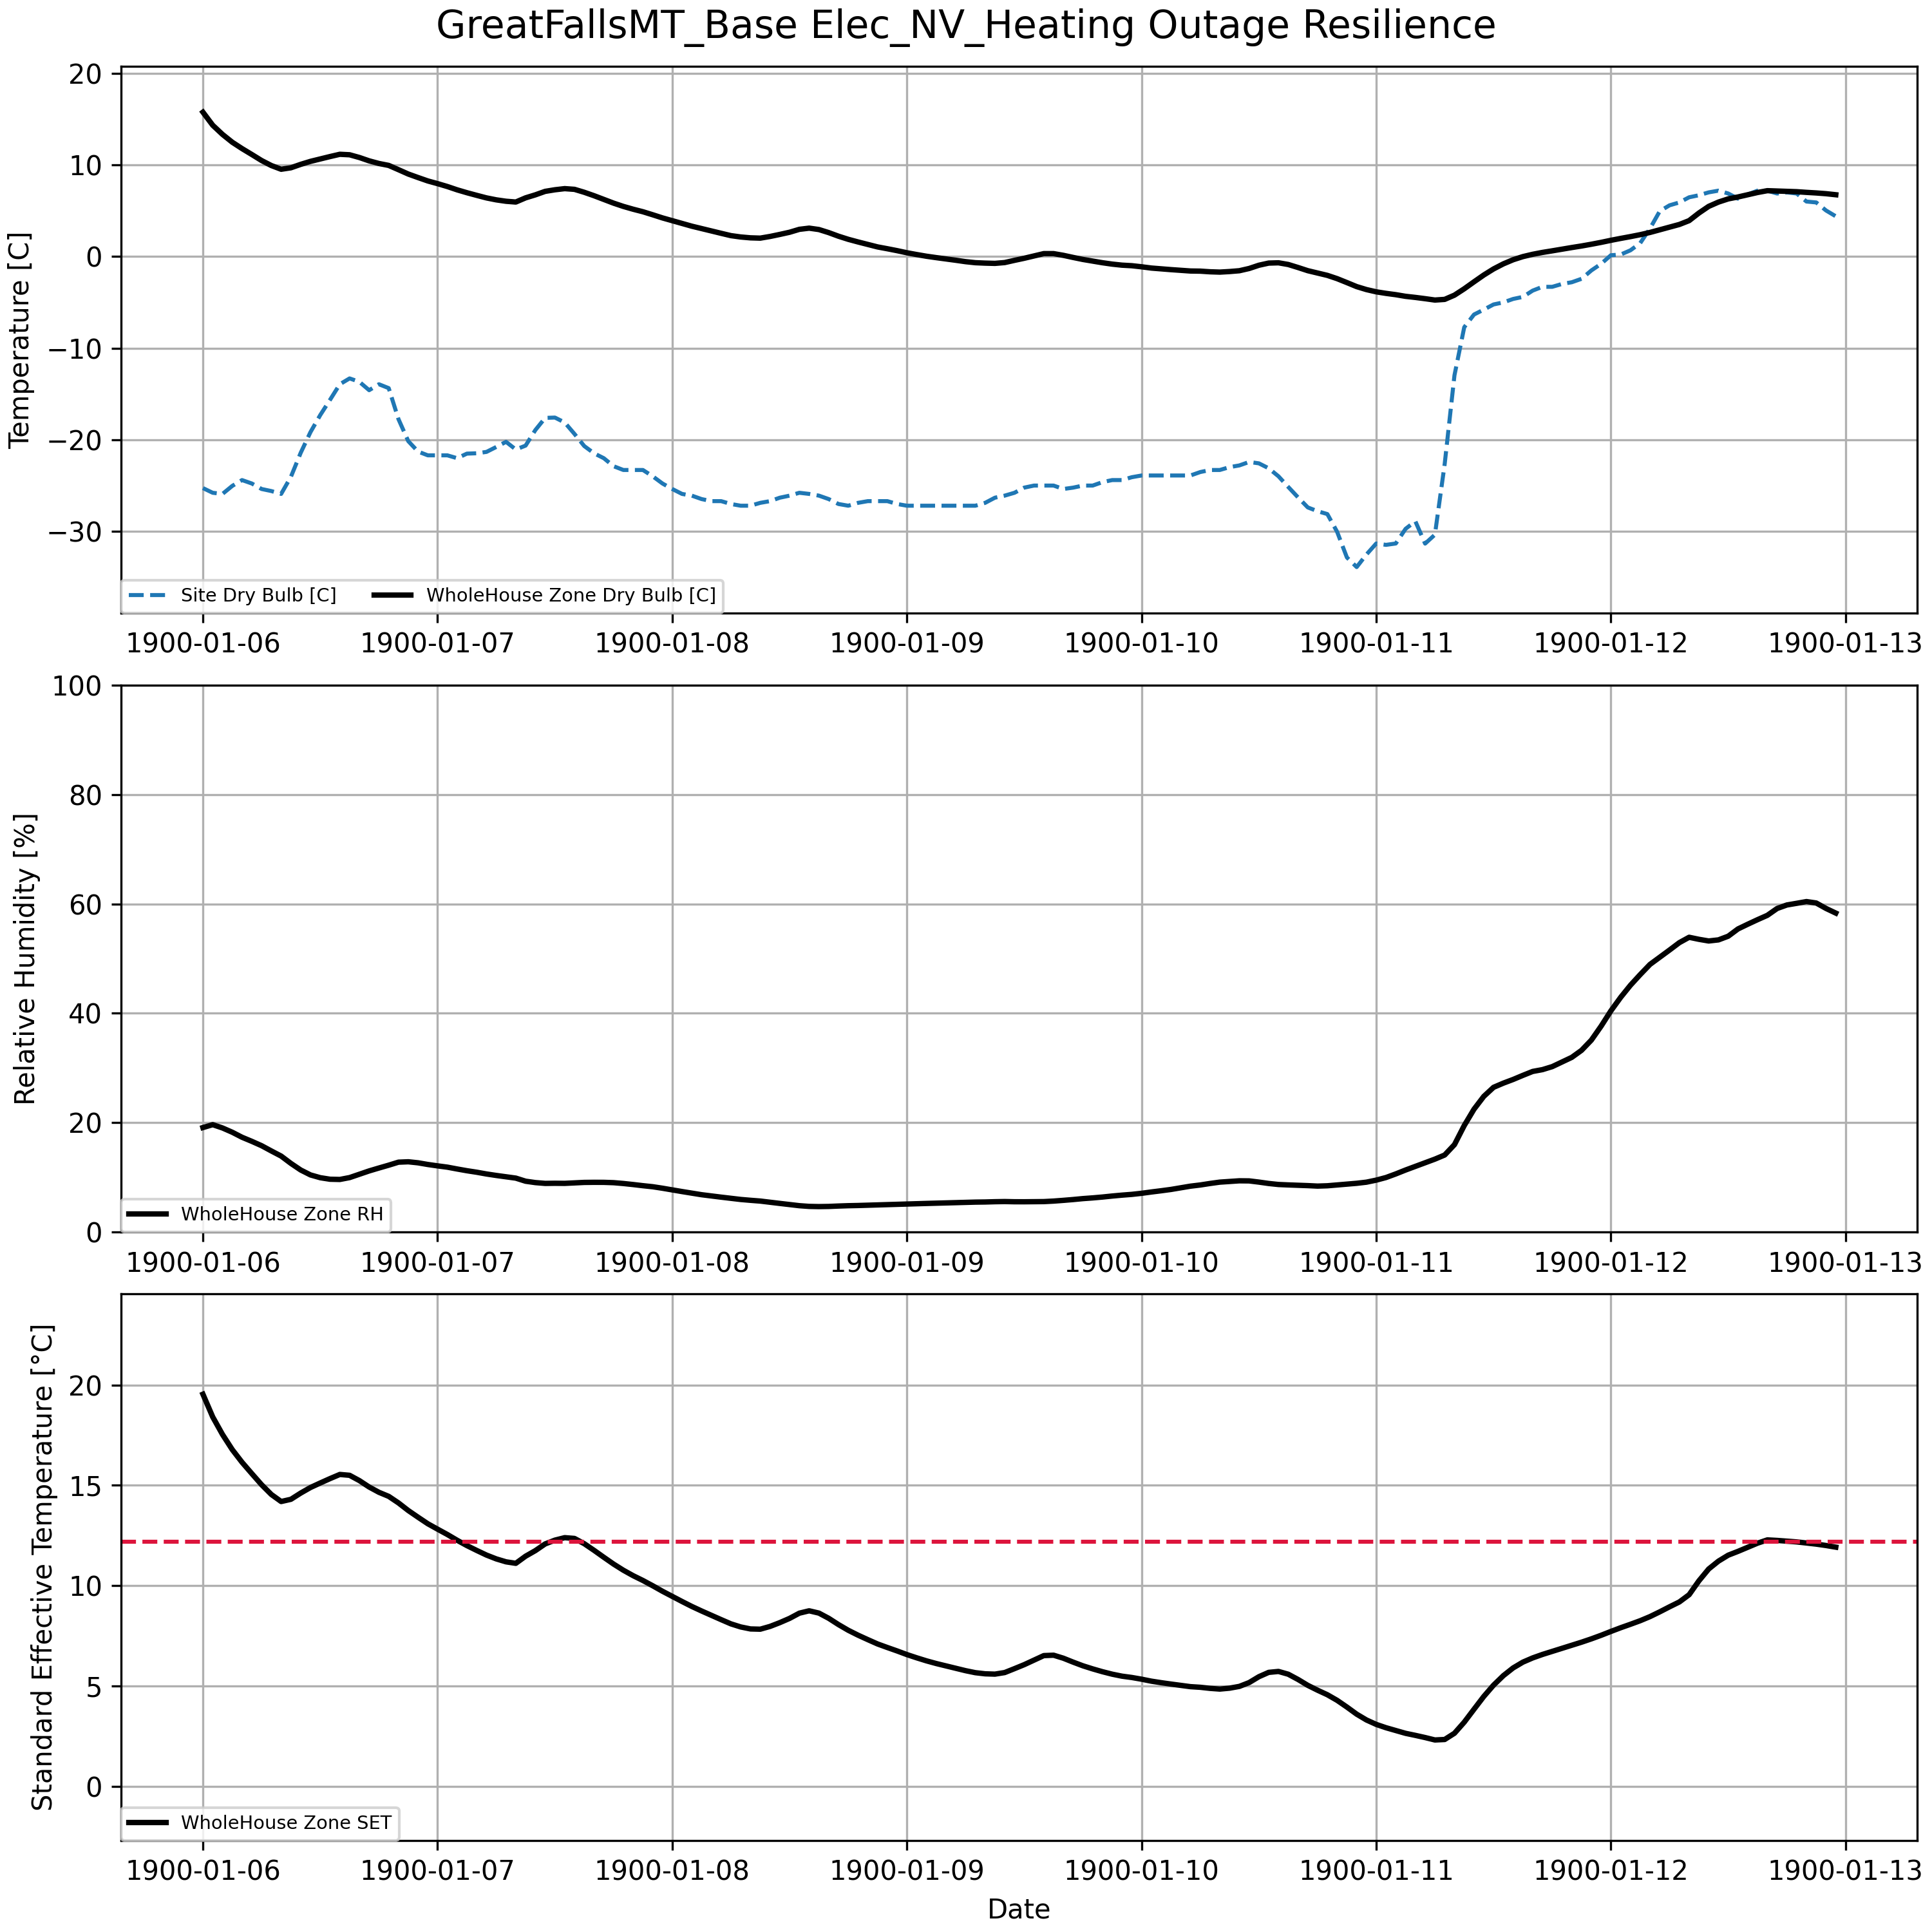 GreatFallsMT_Base Elec_NV_Heating Outage Resilience
Temperature [C]
20
10
0
−10
−20
−30
Site Dry Bulb [C] WholeHouse Zone Dry Bulb [C]
1900-01-06 1900-01-07 1900-01-08 1900-01-09 1900-01-10 1900-01-11 1900-01-12 1900-01-13
Relative Humidity [%]
100
80
60
40
20
0
WholeHouse Zone RH
1900-01-06 1900-01-07 1900-01-08 1900-01-09 1900-01-10 1900-01-11 1900-01-12 1900-01-13
Standard Effective Temperature [°C]
20
15
10
5
0
WholeHouse Zone SET
1900-01-06 1900-01-07 1900-01-08 1900-01-09 1900-01-10 1900-01-11 1900-01-12 1900-01-13
Date